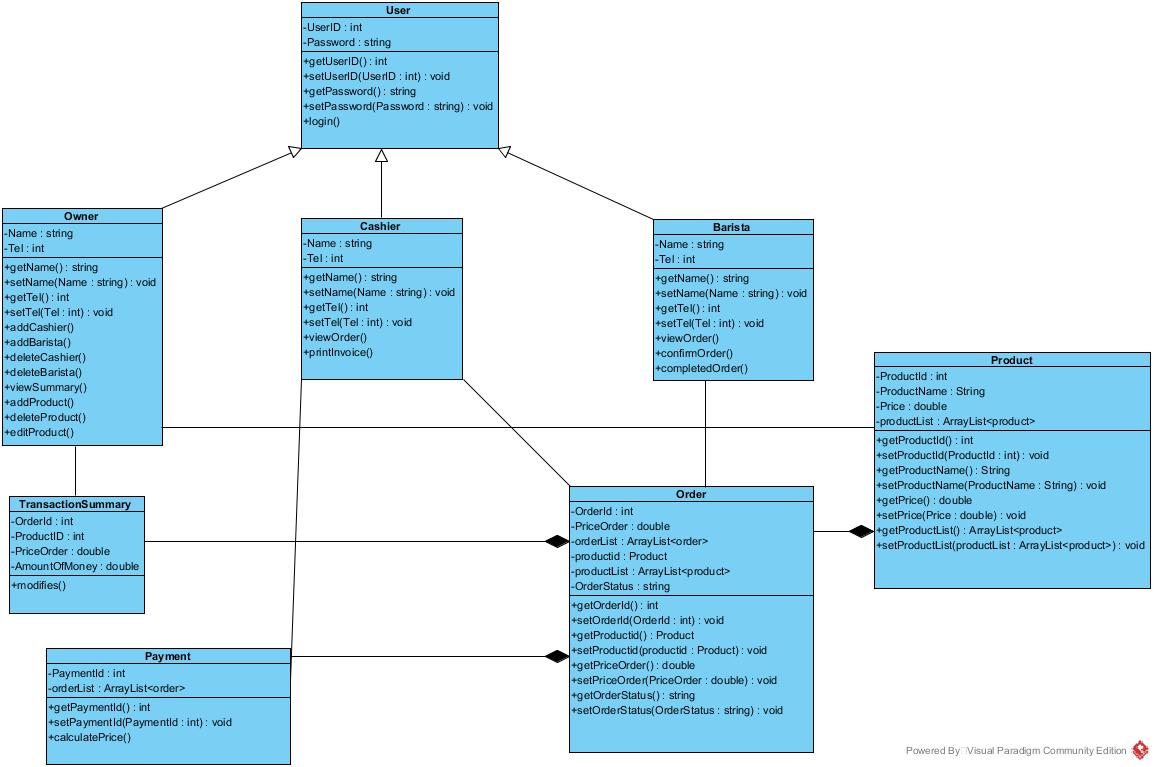 User
-UserID : int
-Password : string
+getUserID() : int
+setUserID(UserID : int) : void
+getPassword() : string
+setPassword(Password : string) : void
+login()
Owner
-Name : string
-Tel : int
+getName() : string
+setName(Name : string) : void
+getTel() : int
+setTel(Tel : int) : void
+addCashier()
+addBarista()
+deleteCashier()
+deleteBarista()
+viewSummary()
+addProduct()
+deleteProduct()
+editProduct()
Cashier
-Name : string
-Tel : int
+getName() : string
+setName(Name : string) : void
+getTel() : int
+setTel(Tel : int) : void
+viewOrder()
+printInvoice()
Barista
-Name : string
-Tel : int
+getName() : string
+setName(Name : string) : void
+getTel() : int
+setTel(Tel : int) : void
+viewOrder()
+confirmOrder()
+completedOrder()
Product
-ProductId : int
-ProductName : String
-Price : double
-productList : ArrayList<product>
+getProductId() : int
+setProductId(ProductId : int) : void
+getProductName() : String
+setProductName(ProductName : String) : void
+getPrice() : double
+setPrice(Price : double) : void
+getProductList() : ArrayList<product>
+setProductList(productList : ArrayList<product>) : void
TransactionSummary
-OrderId : int
-ProductID : int
-PriceOrder : double
-AmountOfMoney : double
+modifies()
Order
-OrderId : int
-PriceOrder : double
-orderList : ArrayList<order>
-productid : Product
-productList : ArrayList<product>
-OrderStatus : string
+getOrderId() : int
+setOrderId(OrderId : int) : void
+getProductid() : Product
+setProductid(productid : Product) : void
+getPriceOrder() : double
+setPriceOrder(PriceOrder : double) : void
+getOrderStatus() : string
+setOrderStatus(OrderStatus : string) : void
Payment
-PaymentId : int
-orderList : ArrayList<order>
+getPaymentId() : int
+setPaymentId(PaymentId : int) : void
+calculatePrice()
Powered By Visual Paradigm Community Edition